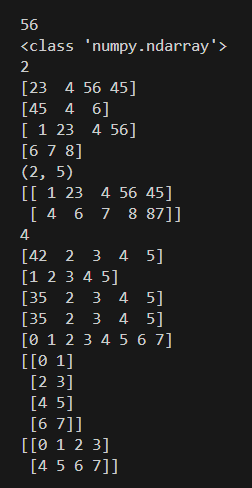 56
<class 'numpy.ndarray'>
2
[23  4 56 45]
[45  4  6]
[ 1 23  4 56]
[6 7 8]
(2, 5)
[[ 1 23  4 56 45]
 [ 4  6  7  8 87]]
4
[42  2  3  4  5]
[1 2 3 4 5]
[35  2  3  4  5]
[35  2  3  4  5]
[0 1 2 3 4 5 6 7]
[[0 1]
 [2 3]
 [4 5]
 [6 7]]
[[0 1 2 3]
 [4 5 6 7]]